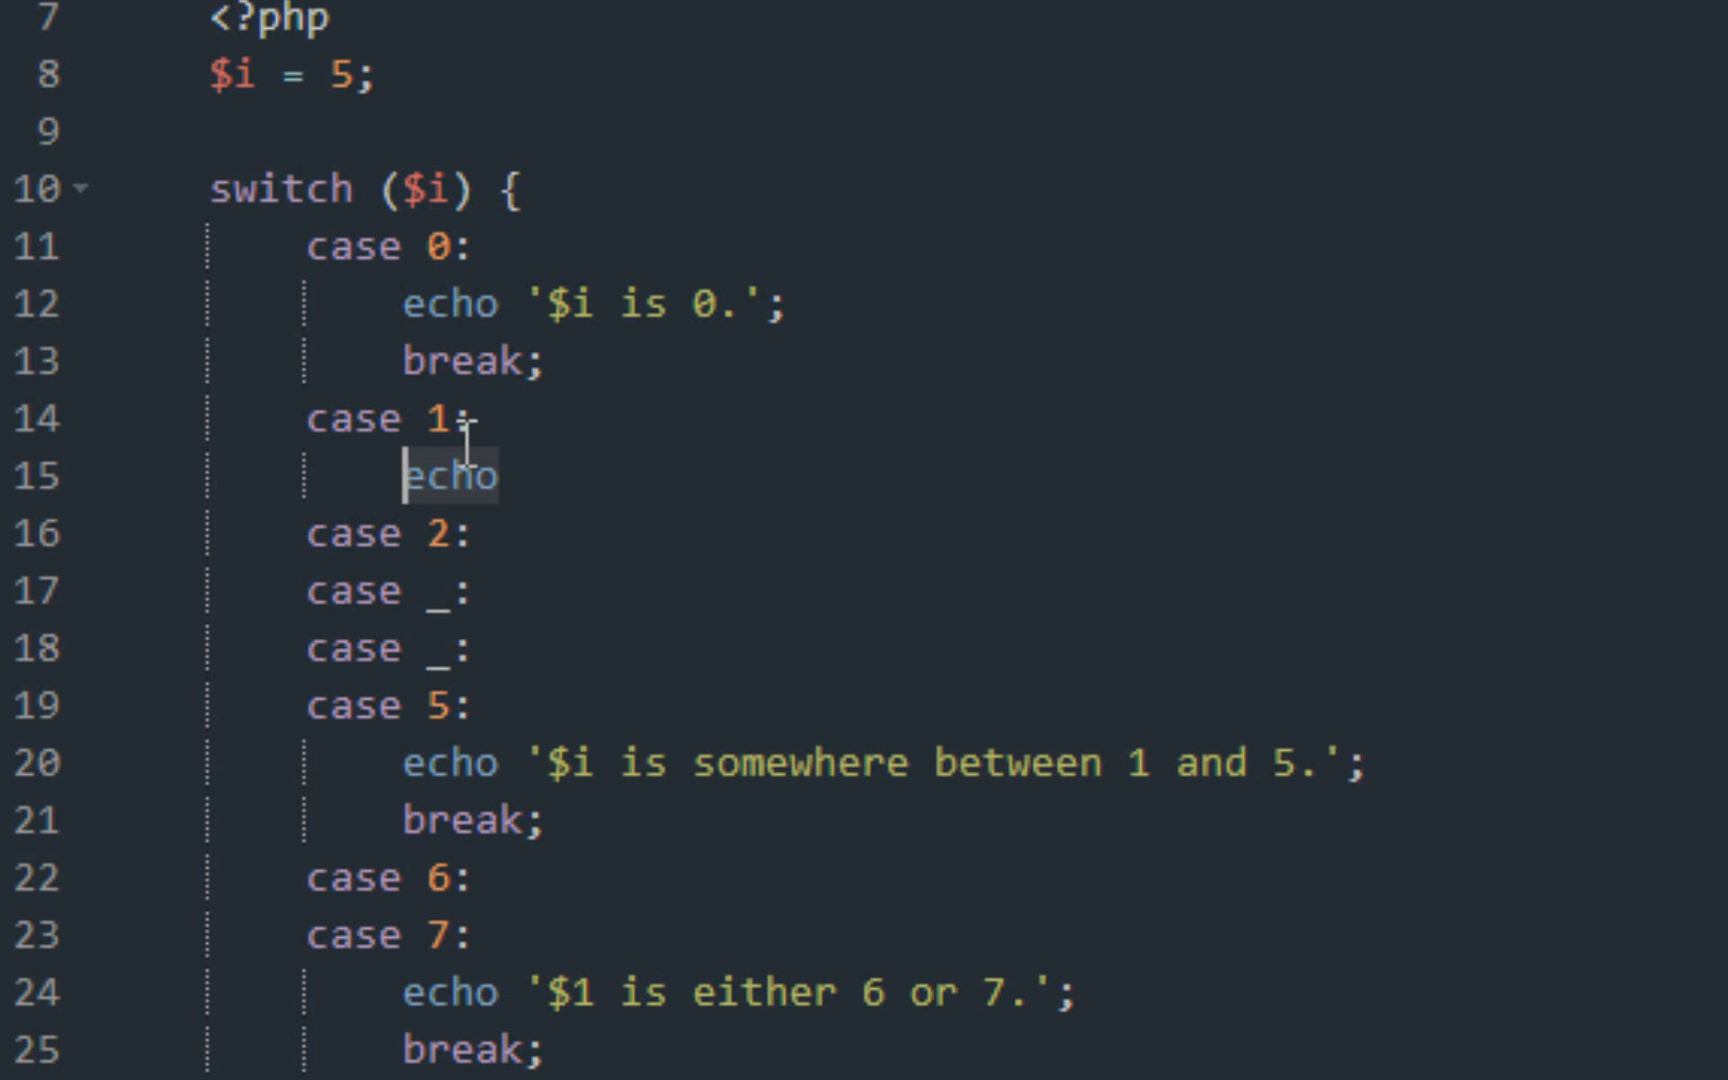 7 <?php
8 $i = 5;
9
10 switch ($i) {
11 case 0:
12 echo '$i is 0.';
13 break;
14 case 1:
15 echo
16 case 2:
17 case _:
18 case _:
19 case 5:
20 echo '$i is somewhere between 1 and 5.';
21 break;
22 case 6:
23 case 7:
24 echo '$1 is either 6 or 7.';
25 break;